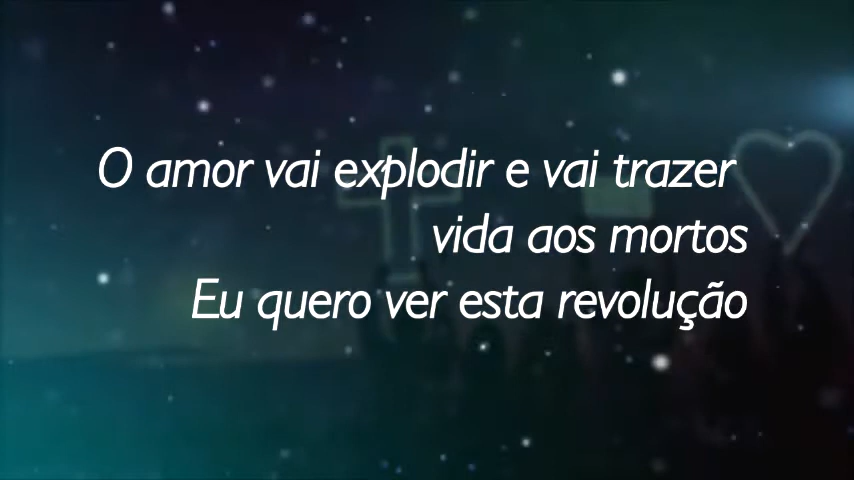 O amor vai explodir e vai trazer
vida aos mortos
Eu quero ver esta revolução